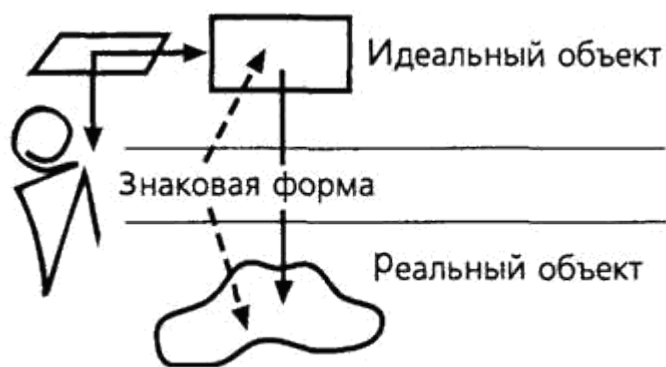 Идеальный объект
Знаковая форма
Реальный объект